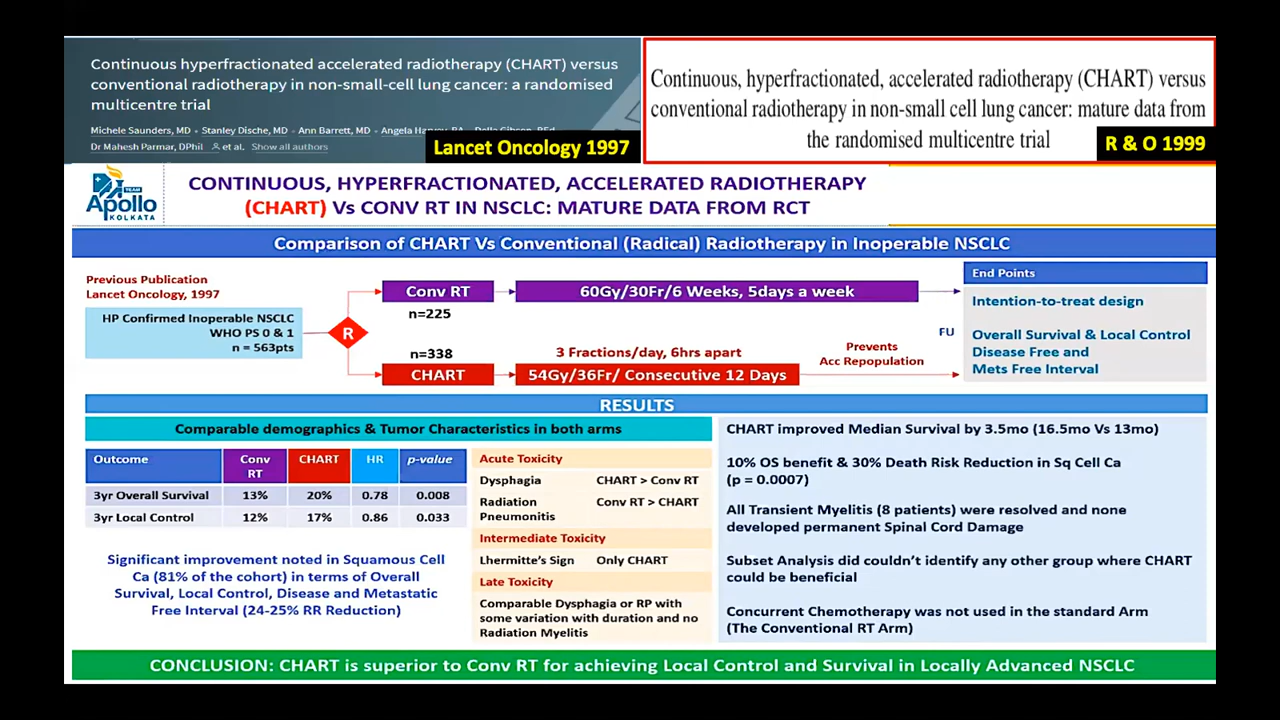 Continuous hyperfractionated accelerated radiotherapy (CHART) versus
conventional radiotherapy in non-small-cell lung cancer: a randomised
multicentre trial
Michele Saunders, MD • Stanley Dische, MD • Ann Barrett, MD • Angela
Dr Mahesh Parmar, DPhil et al. Show all authors
Lancet Oncology 1997
Continuous, hyperfractionated, accelerated radiotherapy (CHART) versus
conventional radiotherapy in non-small cell lung cancer: mature data from
the randomised multicentre trial
R & O 1999
TEAM
Apollo
KOLKATA
CONTINUOUS, HYPERFRACTIONATED, ACCELERATED RADIOTHERAPY
(CHART) Vs CONV RT IN NSCLC: MATURE DATA FROM RCT
Comparison of CHART Vs Conventional (Radical) Radiotherapy in Inoperable NSCLC
Previous Publication
Lancet Oncology, 1997
HP Confirmed Inoperable NSCLC
WHO PS 0 & 1
n = 563pts
R
Conv RT
n=225
60Gy/30Fr/6 Weeks, 5days a week
n=338
CHART
3 Fractions/day, 6hrs apart
54Gy/36Fr/ Consecutive 12 Days
Prevents
Acc Repopulation
FU
End Points
Intention-to-treat design
Overall Survival & Local Control
Disease Free and
Mets Free Interval
RESULTS
Comparable demographics & Tumor Characteristics in both arms
Outcome Conv RT CHART HR p-value
3yr Overall Survival 13% 20% 0.78 0.008
3yr Local Control 12% 17% 0.86 0.033
Significant improvement noted in Squamous Cell
Ca (81% of the cohort) in terms of Overall
Survival, Local Control, Disease and Metastatic
Free Interval (24-25% RR Reduction)
Acute Toxicity
Dysphagia CHART > Conv RT
Radiation Conv RT > CHART
Pneumonitis
Intermediate Toxicity
Lhermitte's Sign Only CHART
Late Toxicity
Comparable Dysphagia or RP with
some variation with duration and no
Radiation Myelitis
CHART improved Median Survival by 3.5mo (16.5mo Vs 13mo)
10% OS benefit & 30% Death Risk Reduction in Sq Cell Ca
(p = 0.0007)
All Transient Myelitis (8 patients) were resolved and none
developed permanent Spinal Cord Damage
Subset Analysis did couldn't identify any other group where CHART
could be beneficial
Concurrent Chemotherapy was not used in the standard Arm
(The Conventional RT Arm)
CONCLUSION: CHART is superior to Conv RT for achieving Local Control and Survival in Locally Advanced NSCLC